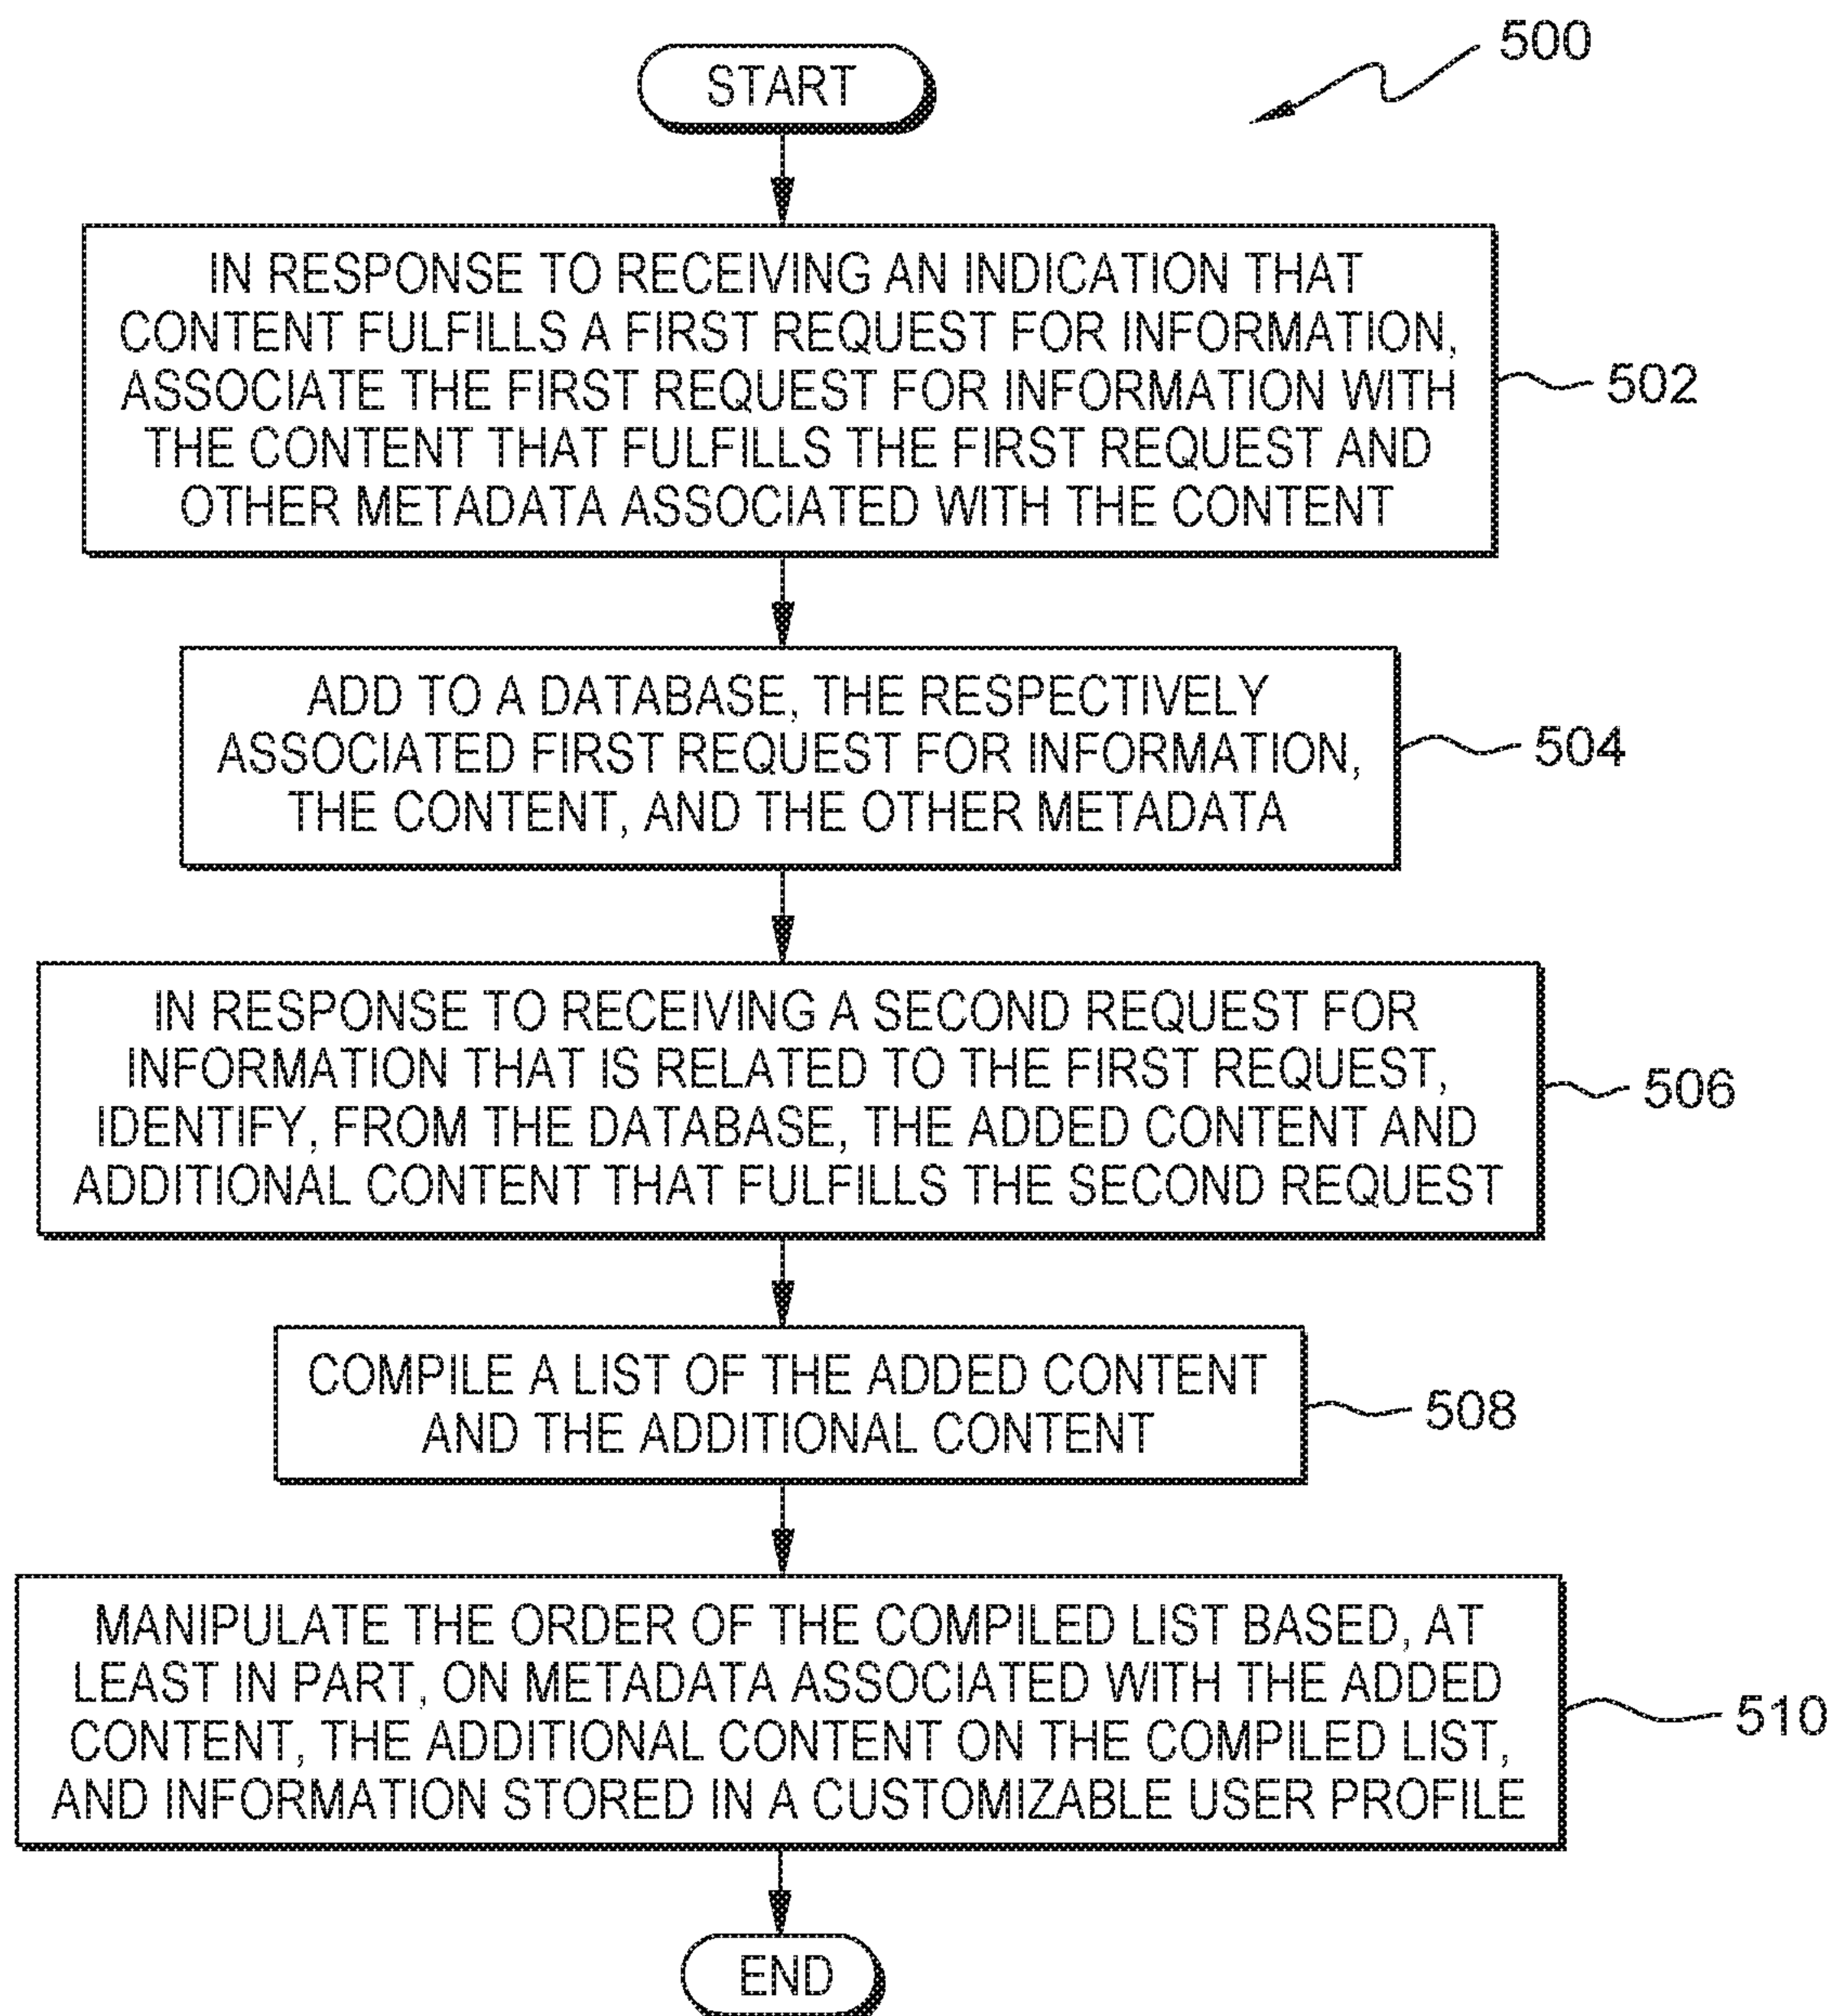 500
START
IN RESPONSE TO RECEIVING AN INDICATION THAT
CONTENT FULFILLS A FIRST REQUEST FOR INFORMATION,
ASSOCIATE THE FIRST REQUEST FOR INFORMATION WITH
THE CONTENT THAT FULFILLS THE FIRST REQUEST AND
OTHER METADATA ASSOCIATED WITH THE CONTENT
502
ADD TO A DATABASE, THE RESPECTIVELY
ASSOCIATED FIRST REQUEST FOR INFORMATION,
THE CONTENT, AND THE OTHER METADATA
504
IN RESPONSE TO RECEIVING A SECOND REQUEST FOR
INFORMATION THAT IS RELATED TO THE FIRST REQUEST,
IDENTIFY, FROM THE DATABASE, THE ADDED CONTENT AND
ADDITIONAL CONTENT THAT FULFILLS THE SECOND REQUEST
506
COMPILE A LIST OF THE ADDED CONTENT
AND THE ADDITIONAL CONTENT
508
MANIPULATE THE ORDER OF THE COMPILED LIST BASED, AT
LEAST IN PART, ON METADATA ASSOCIATED WITH THE ADDED
CONTENT, THE ADDITIONAL CONTENT ON THE COMPILED LIST,
AND INFORMATION STORED IN A CUSTOMIZABLE USER PROFILE
510
END